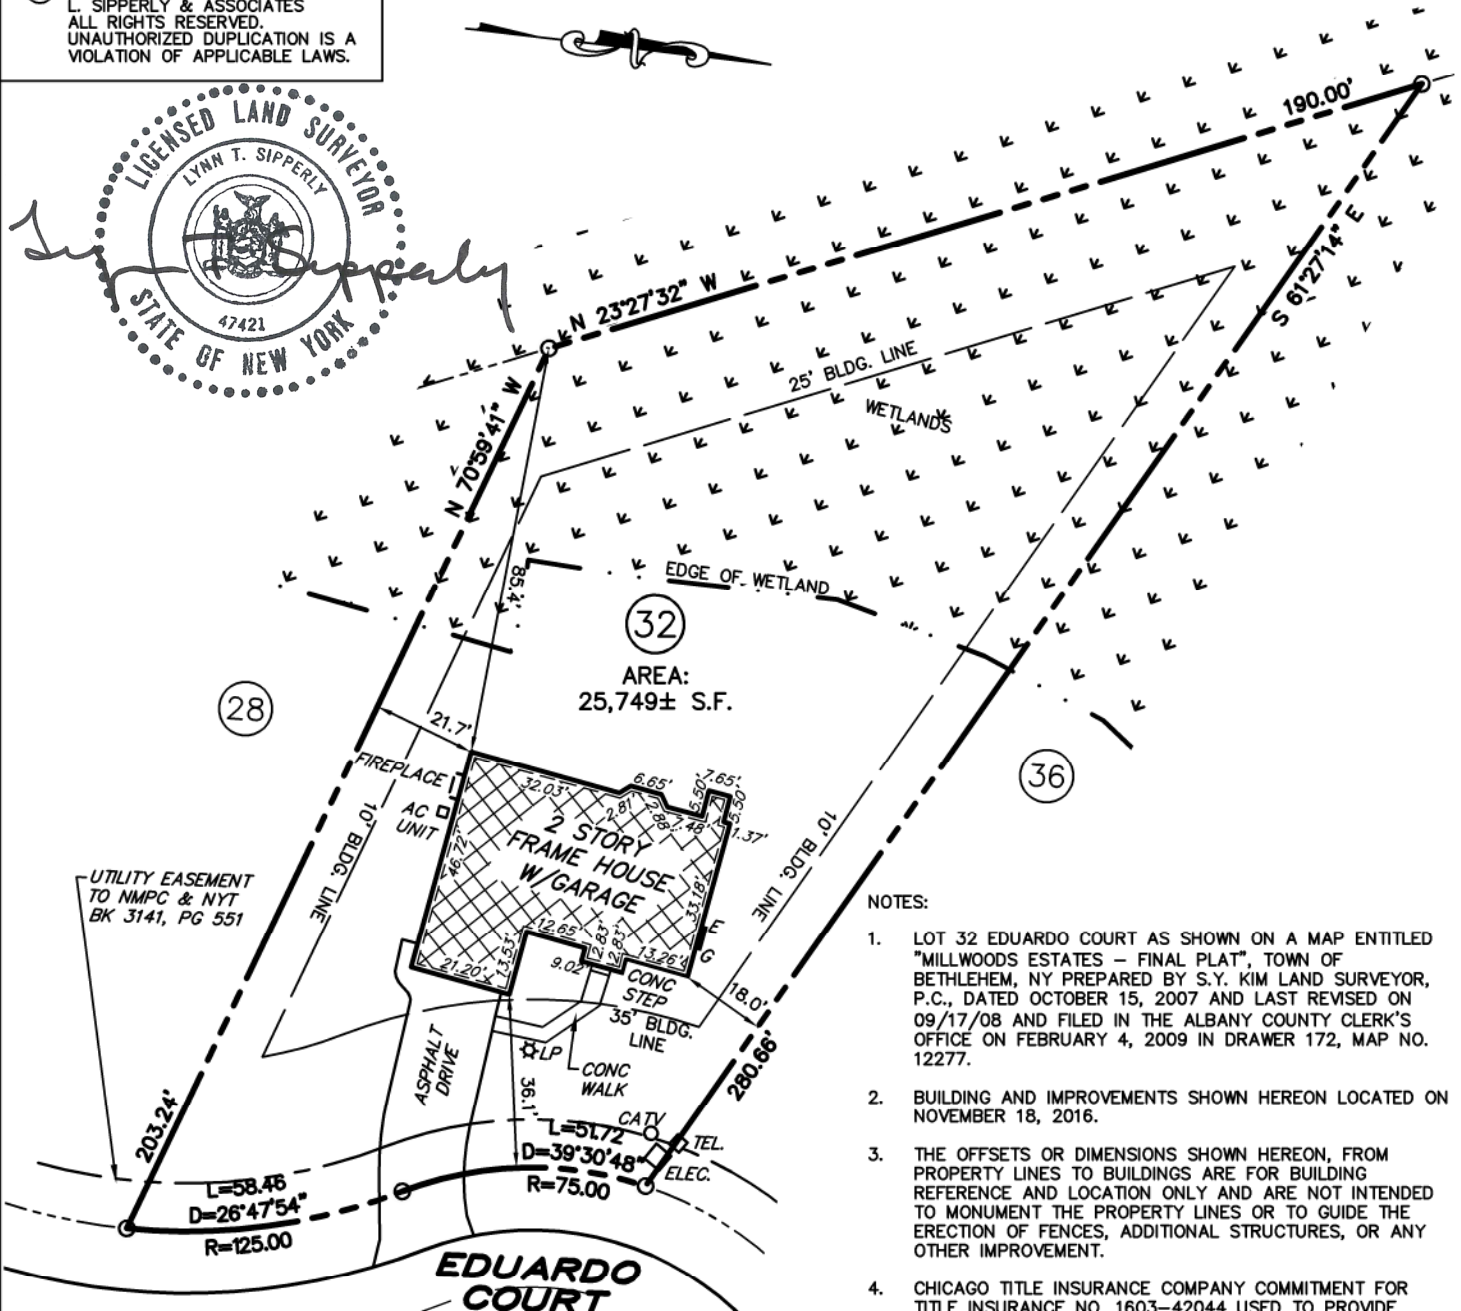 L. SIPPERLY & ASSOCIATES
ALL RIGHTS RESERVED.
UNAUTHORIZED DUPLICATION IS A
VIOLATION OF APPLICABLE LAWS.
LICENSED LAND SURVEYOR
LYNN T. SIPPERLY
47421
STATE OF NEW YORK
190.00'
N 23°27'32" W
S 61°27'14" E
25' BLDG. LINE
WETLANDS
N 70°59'41" W
85.4'
EDGE OF WETLAND
32
AREA:
25,749± S.F.
28
36
21.7'
FIREPLACE
AC
UNIT
10' BLDG. LINE
32.03'
6.65'
7.65'
2.81'
2.88'
7.48'
5.50'
5.50'
1.37'
46.72'
2 STORY
FRAME HOUSE
W/GARAGE
33.18'
10' BLDG. LINE
UTILITY EASEMENT
TO NMPC & NYT
BK 3141, PG 551
12.65'
2.83'
2.83'
13.53'
21.20'
9.02'
13.26'
E
G
CONC
STEP
18.0'
35' BLDG.
LINE
LP
CONC
WALK
ASPHALT
DRIVE
36.1'
280.66'
203.24'
CATV
TEL.
ELEC.
L=51.72
D=39°30'48"
R=75.00
L=58.46
D=26°47'54"
R=125.00
EDUARDO
COURT
NOTES:
1. LOT 32 EDUARDO COURT AS SHOWN ON A MAP ENTITLED
"MILLWOODS ESTATES – FINAL PLAT", TOWN OF
BETHLEHEM, NY PREPARED BY S.Y. KIM LAND SURVEYOR,
P.C., DATED OCTOBER 15, 2007 AND LAST REVISED ON
09/17/08 AND FILED IN THE ALBANY COUNTY CLERK'S
OFFICE ON FEBRUARY 4, 2009 IN DRAWER 172, MAP NO.
12277.
2. BUILDING AND IMPROVEMENTS SHOWN HEREON LOCATED ON
NOVEMBER 18, 2016.
3. THE OFFSETS OR DIMENSIONS SHOWN HEREON, FROM
PROPERTY LINES TO BUILDINGS ARE FOR BUILDING
REFERENCE AND LOCATION ONLY AND ARE NOT INTENDED
TO MONUMENT THE PROPERTY LINES OR TO GUIDE THE
ERECTION OF FENCES, ADDITIONAL STRUCTURES, OR ANY
OTHER IMPROVEMENT.
4. CHICAGO TITLE INSURANCE COMPANY COMMITMENT FOR
TITLE INSURANCE NO. 1603–42044 USED TO PROVIDE